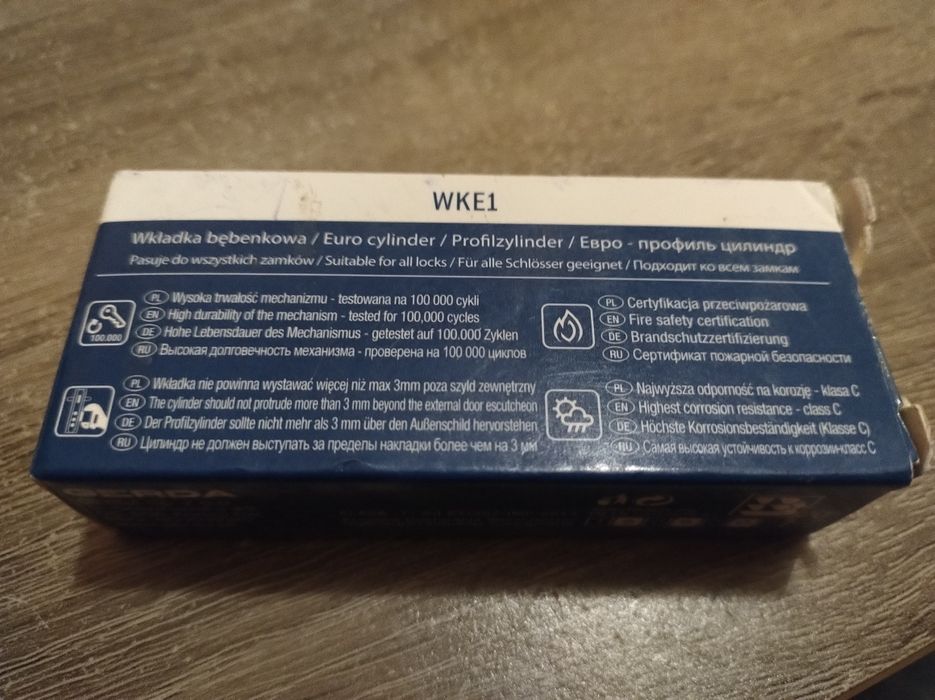 WKE1
Wkładka bębenkowa / Euro cylinder / Profilzylinder / Евро - профиль цилиндр
Pasuje do wszystkich zamków / Suitable for all locks / Für alle Schlösser geeignet / Подходит ко всем замкам
PL Wysoka trwałość mechanizmu - testowana na 100 000 cykli
EN High durability of the mechanism - tested for 100,000 cycles
DE Hohe Lebensdauer des Mechanismus - getestet auf 100.000 Zyklen
RU Высокая долговечность механизма - проверена на 100 000 циклов
100.000
PL Certyfikacja przeciwpożarowa
EN Fire safety certification
DE Brandschutzzertifizierung
RU Сертификат пожарной безопасности
PL Wkładka nie powinna wystawać więcej niż max 3mm poza szyld zewnętrzny
EN The cylinder should not protrude more than 3 mm beyond the external door escutcheon
DE Der Profilzylinder sollte nicht mehr als 3mm über den Außenschild hervorstehen
RU Цилиндр не должен выступать за пределы накладки более чем на 3 мм
PL Najwyższa odporność na korozję - klasa C
EN Highest corrosion resistance - class C
DE Höchste Korrosionsbeständigkeit (Klasse C)
RU Самая высокая устойчивость к коррозии-класс C